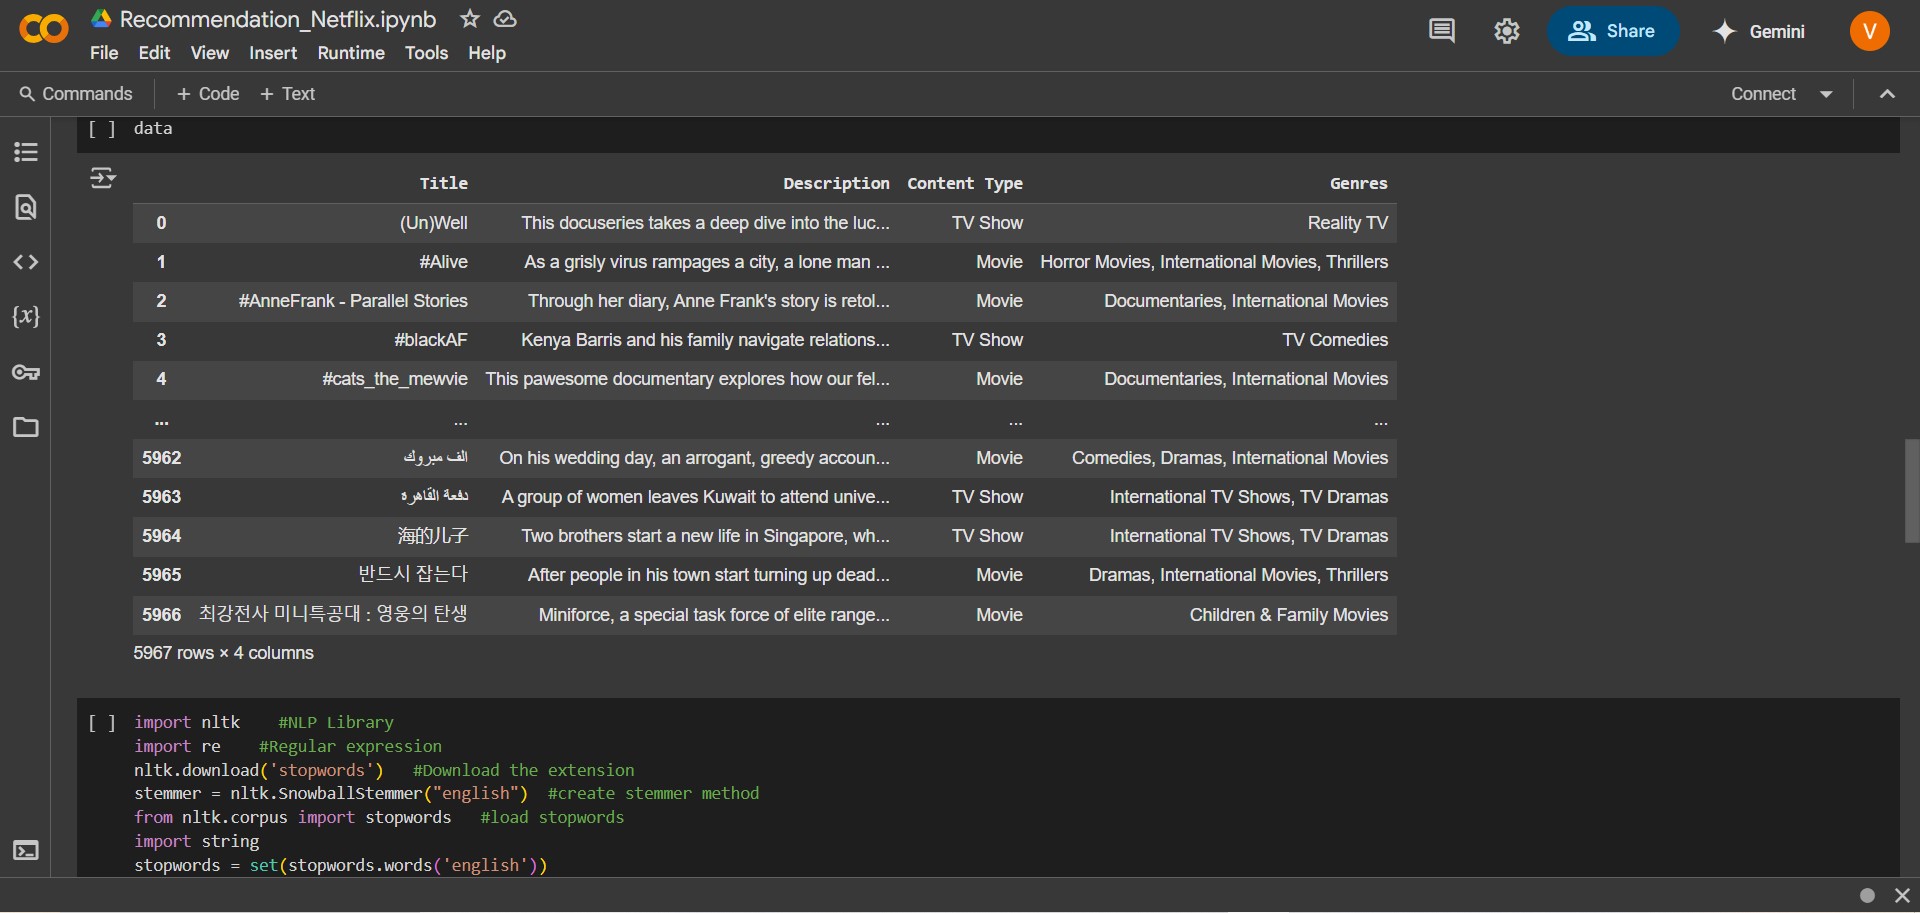 CO Recommendation_Netflix.ipynb
File Edit View Insert Runtime Tools Help
Share Gemini V
Commands + Code + Text Connect
[ ] data
Title Description Content Type Genres
0 (Un)Well This docuseries takes a deep dive into the luc... TV Show Reality TV
1 #Alive As a grisly virus rampages a city, a lone man ... Movie Horror Movies, International Movies, Thrillers
2 #AnneFrank - Parallel Stories Through her diary, Anne Frank's story is retol... Movie Documentaries, International Movies
3 #blackAF Kenya Barris and his family navigate relations... TV Show TV Comedies
4 #cats_the_mewvie This pawesome documentary explores how our fel... Movie Documentaries, International Movies
... ... ... ... ...
5962 الف مبروك On his wedding day, an arrogant, greedy accoun... Movie Comedies, Dramas, International Movies
5963 دفعة القاهرة A group of women leaves Kuwait to attend unive... TV Show International TV Shows, TV Dramas
5964 海的儿子 Two brothers start a new life in Singapore, wh... TV Show International TV Shows, TV Dramas
5965 반드시 잡는다 After people in his town start turning up dead... Movie Dramas, International Movies, Thrillers
5966 최강전사 미니특공대 : 영웅의 탄생 Miniforce, a special task force of elite range... Movie Children & Family Movies
5967 rows × 4 columns
[ ] import nltk #NLP Library
import re #Regular expression
nltk.download('stopwords') #Download the extension
stemmer = nltk.SnowballStemmer("english") #create stemmer method
from nltk.corpus import stopwords #load stopwords
import string
stopwords = set(stopwords.words('english'))